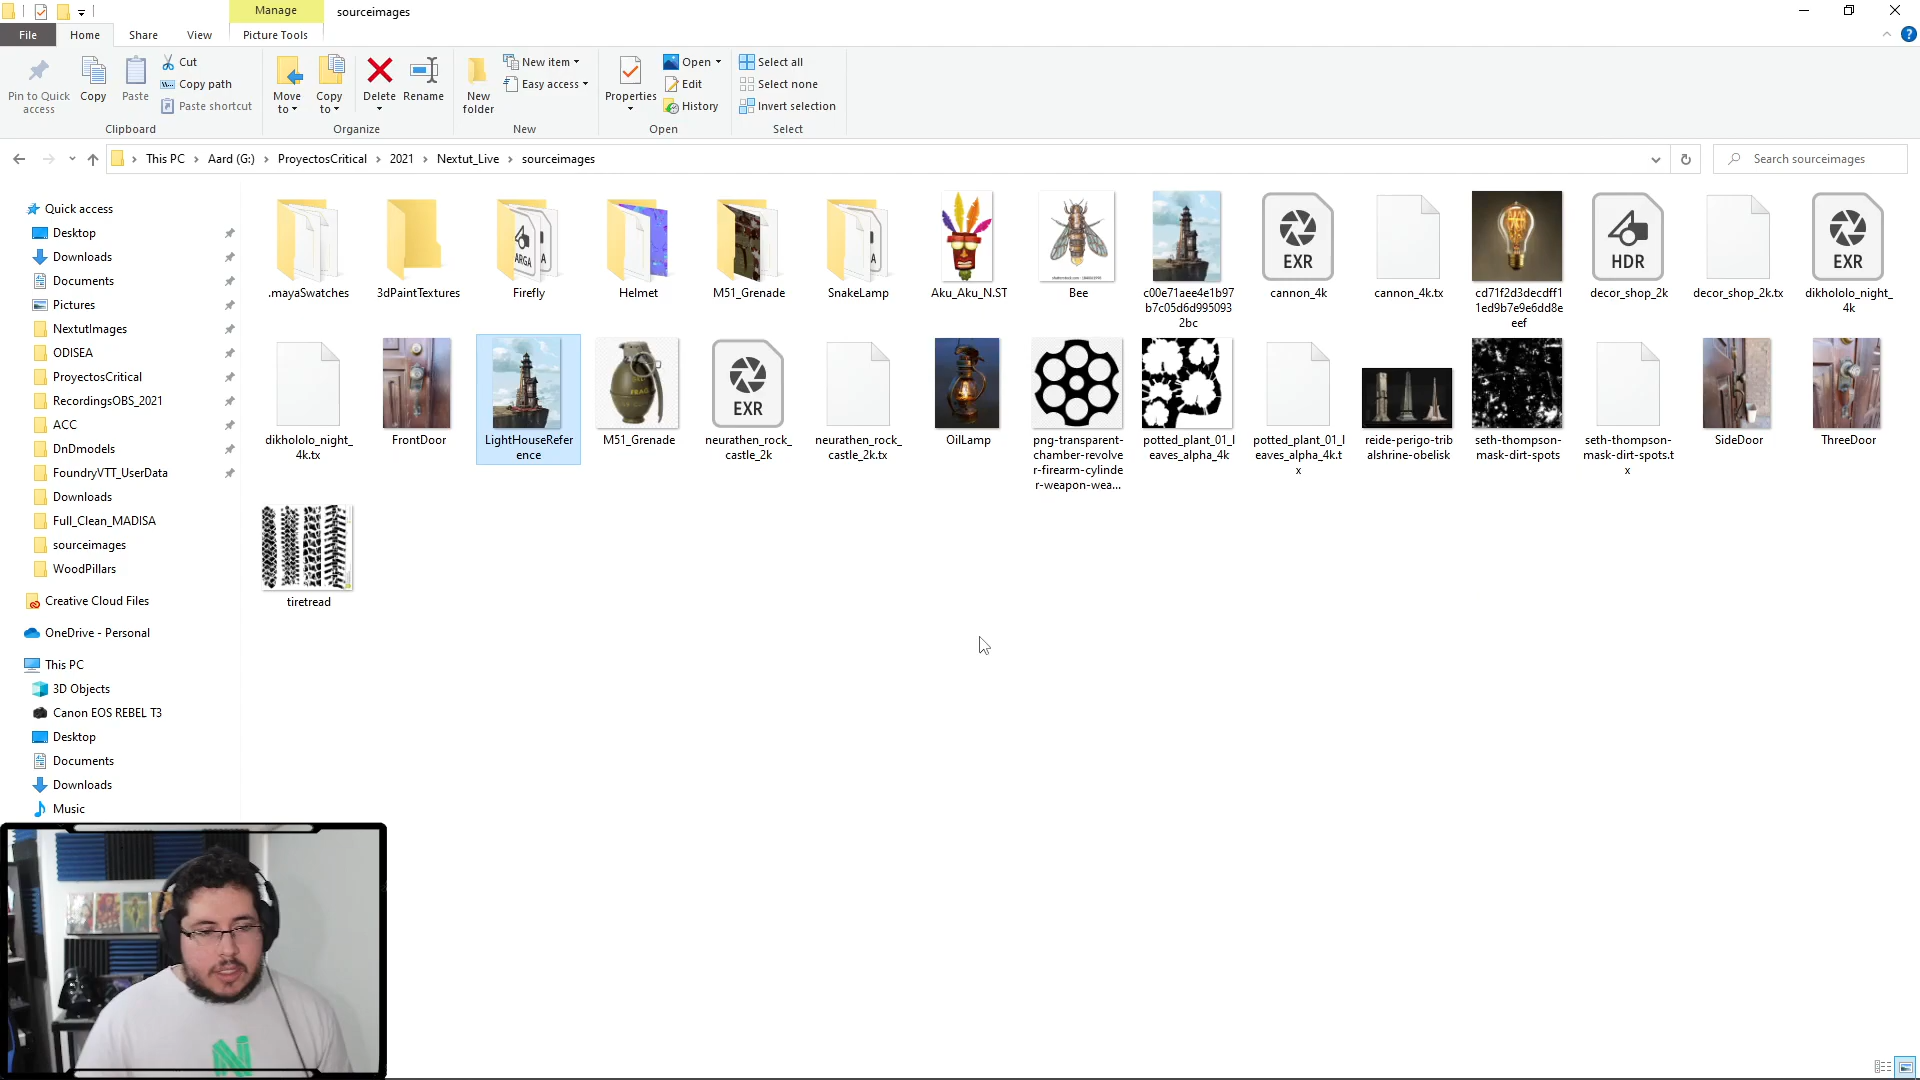 Manage
sourceimages
File
Home
Share
View
Picture Tools
Pin to Quick
access
Copy
Paste
Cut
Copy path
Paste shortcut
Clipboard
Move
to
Copy
to
Delete
Rename
Organize
New
folder
New item
Easy access
New
Properties
Open
Edit
History
Open
Select all
Select none
Invert selection
Select
This PC
Aard (G:)
ProyectosCritical
2021
Nextut_Live
sourceimages
Search sourceimages
Quick access
Desktop
Downloads
Documents
Pictures
NextutImages
ODISEA
ProyectosCritical
RecordingsOBS_2021
ACC
DnDmodels
FoundryVTT_UserData
Downloads
Full_Clean_MADISA
sourceimages
WoodPillars
Creative Cloud Files
OneDrive - Personal
This PC
3D Objects
Canon EOS REBEL T3
Desktop
Documents
Downloads
Music
.mayaSwatches
3dPaintTextures
Firefly
Helmet
M51_Grenade
SnakeLamp
Aku_Aku_N.ST
Bee
c00e71aee4e1b97
b7c05d6d995093
2bc
EXR
cannon_4k
cannon_4k.tx
cd71f2d3decdff1
1ed9b7e9e6dd8e
eef
HDR
decor_shop_2k
decor_shop_2k.tx
EXR
dikhololo_night_
4k
dikhololo_night_
4k.tx
FrontDoor
LightHouseRefer
ence
M51_Grenade
EXR
neurathen_rock_
castle_2k
neurathen_rock_
castle_2k.tx
OilLamp
png-transparent-
chamber-revolve
r-firearm-cylinde
r-weapon-wea...
potted_plant_01_l
eaves_alpha_4k
potted_plant_01_l
eaves_alpha_4k.t
x
reide-perigo-trib
alshrine-obelisk
seth-thompson-
mask-dirt-spots
seth-thompson-
mask-dirt-spots.t
x
SideDoor
ThreeDoor
tiretread